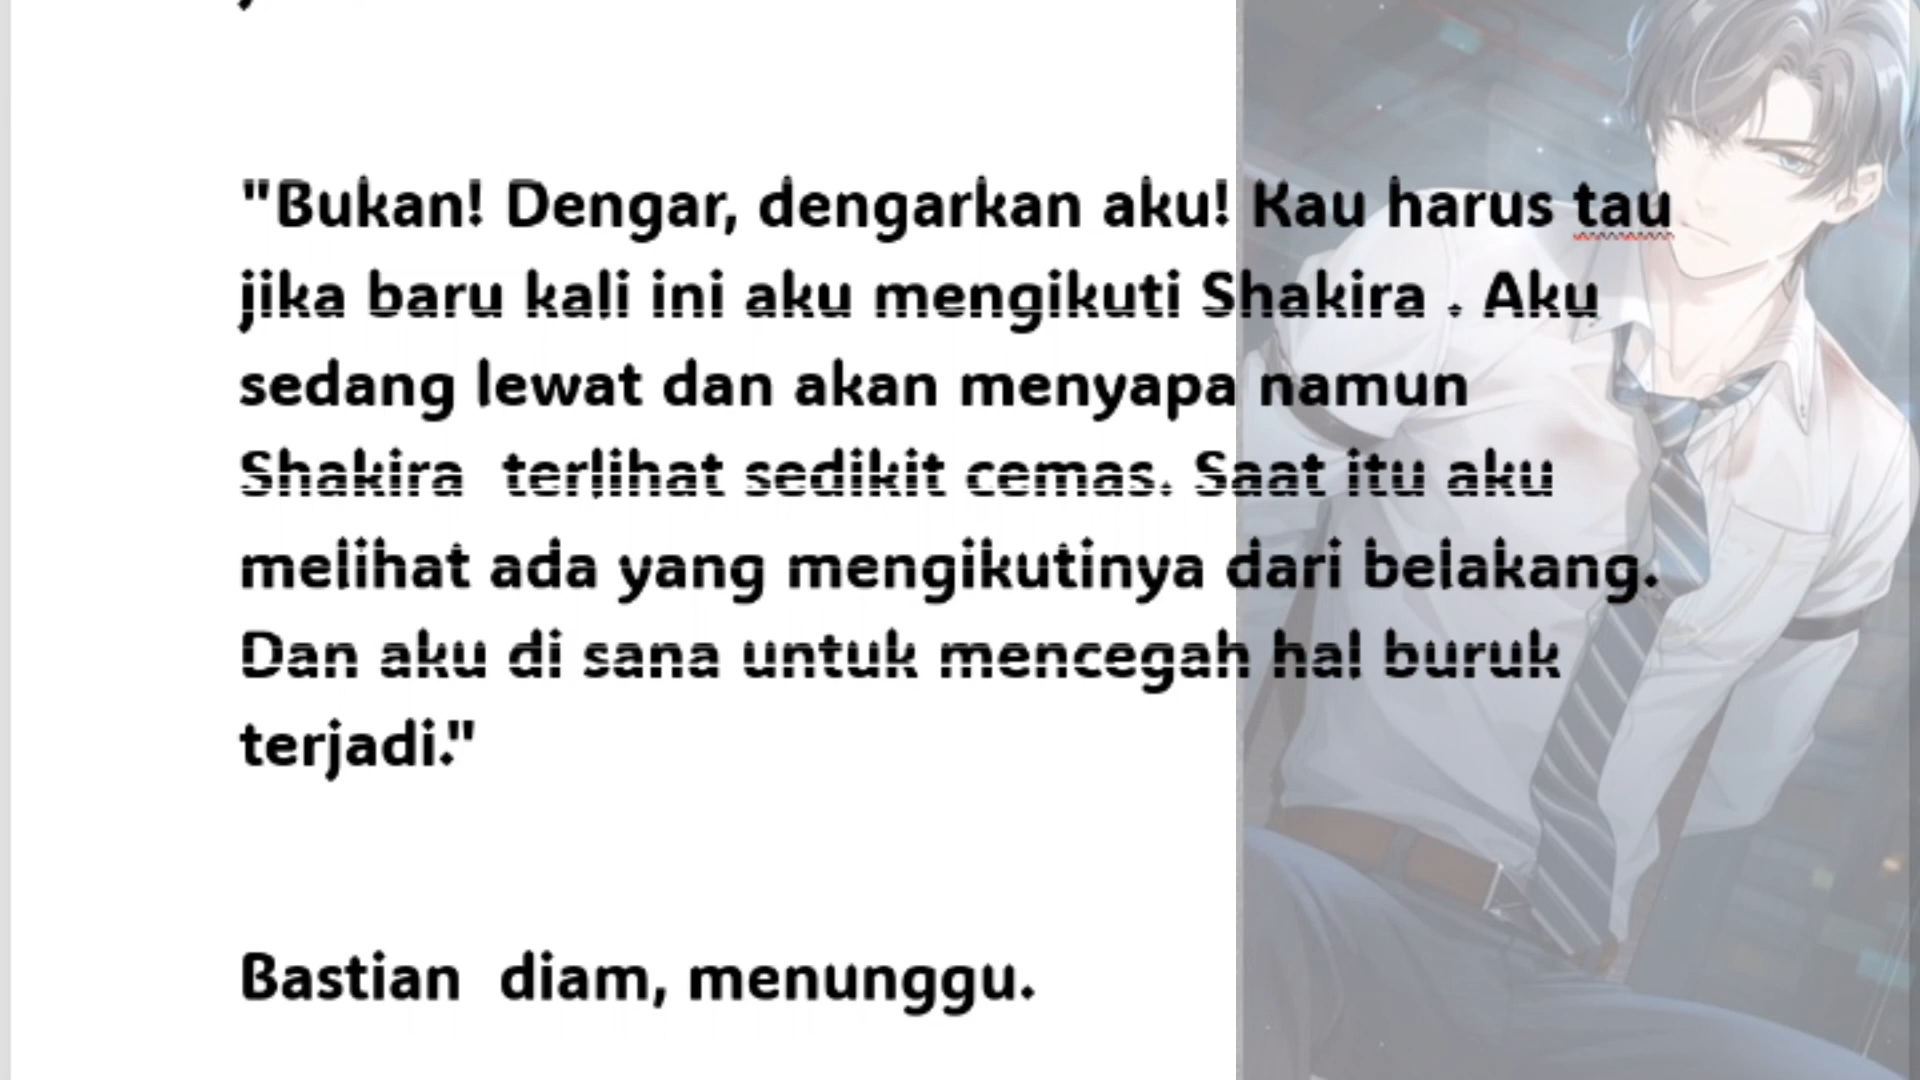 "Bukan! Dengar, dengarkan aku! Kau harus tau
jika baru kali ini aku mengikuti Shakira . Aku
sedang lewat dan akan menyapa namun
Shakira  terlihat sedikit cemas. Saat itu aku
melihat ada yang mengikutinya dari belakang.
Dan aku di sana untuk mencegah hal buruk
terjadi."
Bastian  diam, menunggu.